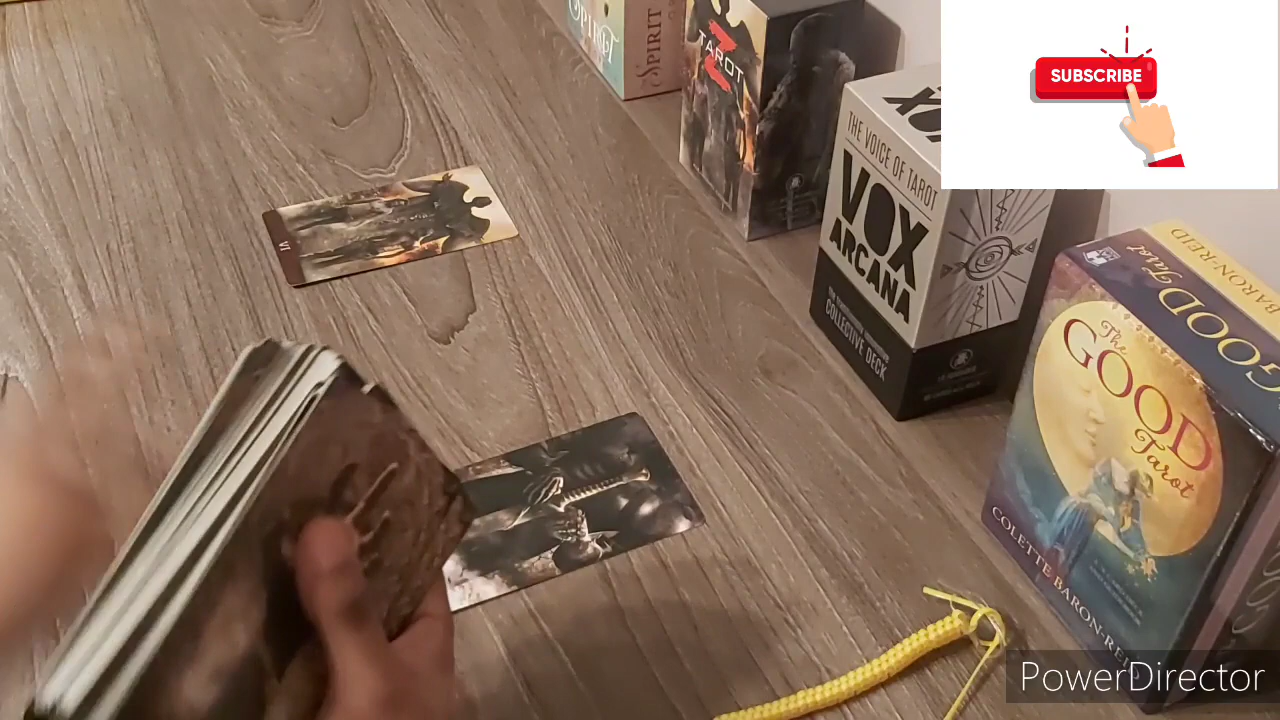 SPIRIT
SPIRIT
TAROT
Z
THE VOICE OF TAROT
VOX
ARCANA
COLLECTIVE DECK
The
GOOD
Tarot
COLETTE BARON-REID
GOOD Tarot
BARON-REID
VI
SUBSCRIBE
PowerDirector